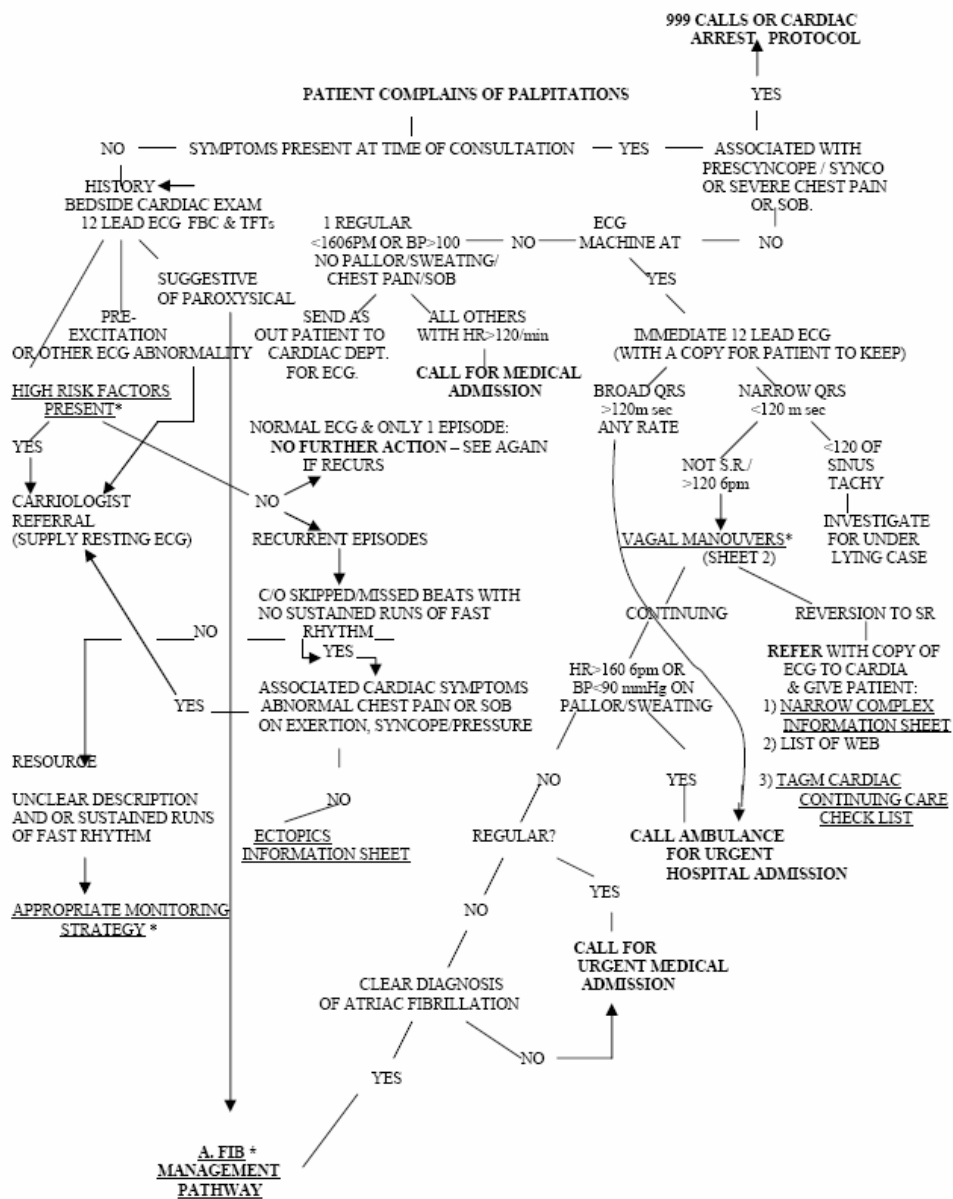 999 CALLS OR CARDIAC
ARREST PROTOCOL
PATIENT COMPLAINS OF PALPITATIONS
YES
NO
SYMPTOMS PRESENT AT TIME OF CONSULTATION
YES
ASSOCIATED WITH
PRESCYNCOPE / SYNCO
OR SEVERE CHEST PAIN
OR SOB.
HISTORY
BEDSIDE CARDIAC EXAM
12 LEAD ECG FBC & TFTs
1 REGULAR
<1606PM OR BP>100
NO PALLOR/SWEATING/
CHEST PAIN/SOB
NO
ECG
MACHINE AT
NO
YES
SUGGESTIVE
OF PAROXYSICAL
PRE-
EXCITATION
OR OTHER ECG ABNORMALITY
SEND AS
OUT PATIENT TO
CARDIAC DEPT.
FOR ECG.
ALL OTHERS
WITH HR>120/min
CALL FOR MEDICAL
ADMISSION
IMMEDIATE 12 LEAD ECG
(WITH A COPY FOR PATIENT TO KEEP)
HIGH RISK FACTORS
PRESENT*
BROAD QRS
>120m sec
ANY RATE
NARROW QRS
<120 m sec
NORMAL ECG & ONLY 1 EPISODE:
NO FURTHER ACTION – SEE AGAIN
IF RECURS
YES
NO
NOT S.R./
>120 6pm
<120 OF
SINUS
TACHY
CARRIOLOGIST
REFERRAL
(SUPPLY RESTING ECG)
RECURRENT EPISODES
VAGAL MANOUVERS*
(SHEET 2)
INVESTIGATE
FOR UNDER
LYING CASE
C/O SKIPPED/MISSED BEATS WITH
NO SUSTAINED RUNS OF FAST
RHYTHM
NO
YES
CONTINUING
REVERSION TO SR
HR>160 6pm OR
BP<90 mmHg ON
PALLOR/SWEATING
REFER WITH COPY OF
ECG TO CARDIA
& GIVE PATIENT:
1) NARROW COMPLEX
INFORMATION SHEET
2) LIST OF WEB
3) TAGM CARDIAC
CONTINUING CARE
CHECK LIST
YES
ASSOCIATED CARDIAC SYMPTOMS
ABNORMAL CHEST PAIN OR SOB
ON EXERTION, SYNCOPE/PRESSURE
RESOURCE
UNCLEAR DESCRIPTION
AND OR SUSTAINED RUNS
OF FAST RHYTHM
NO
ECTOPICS
INFORMATION SHEET
NO
YES
REGULAR?
CALL AMBULANCE
FOR URGENT
HOSPITAL ADMISSION
APPROPRIATE MONITORING
STRATEGY *
NO
YES
CALL FOR
URGENT MEDICAL
ADMISSION
CLEAR DIAGNOSIS
OF ATRIAC FIBRILLATION
NO
YES
A. FIB *
MANAGEMENT
PATHWAY